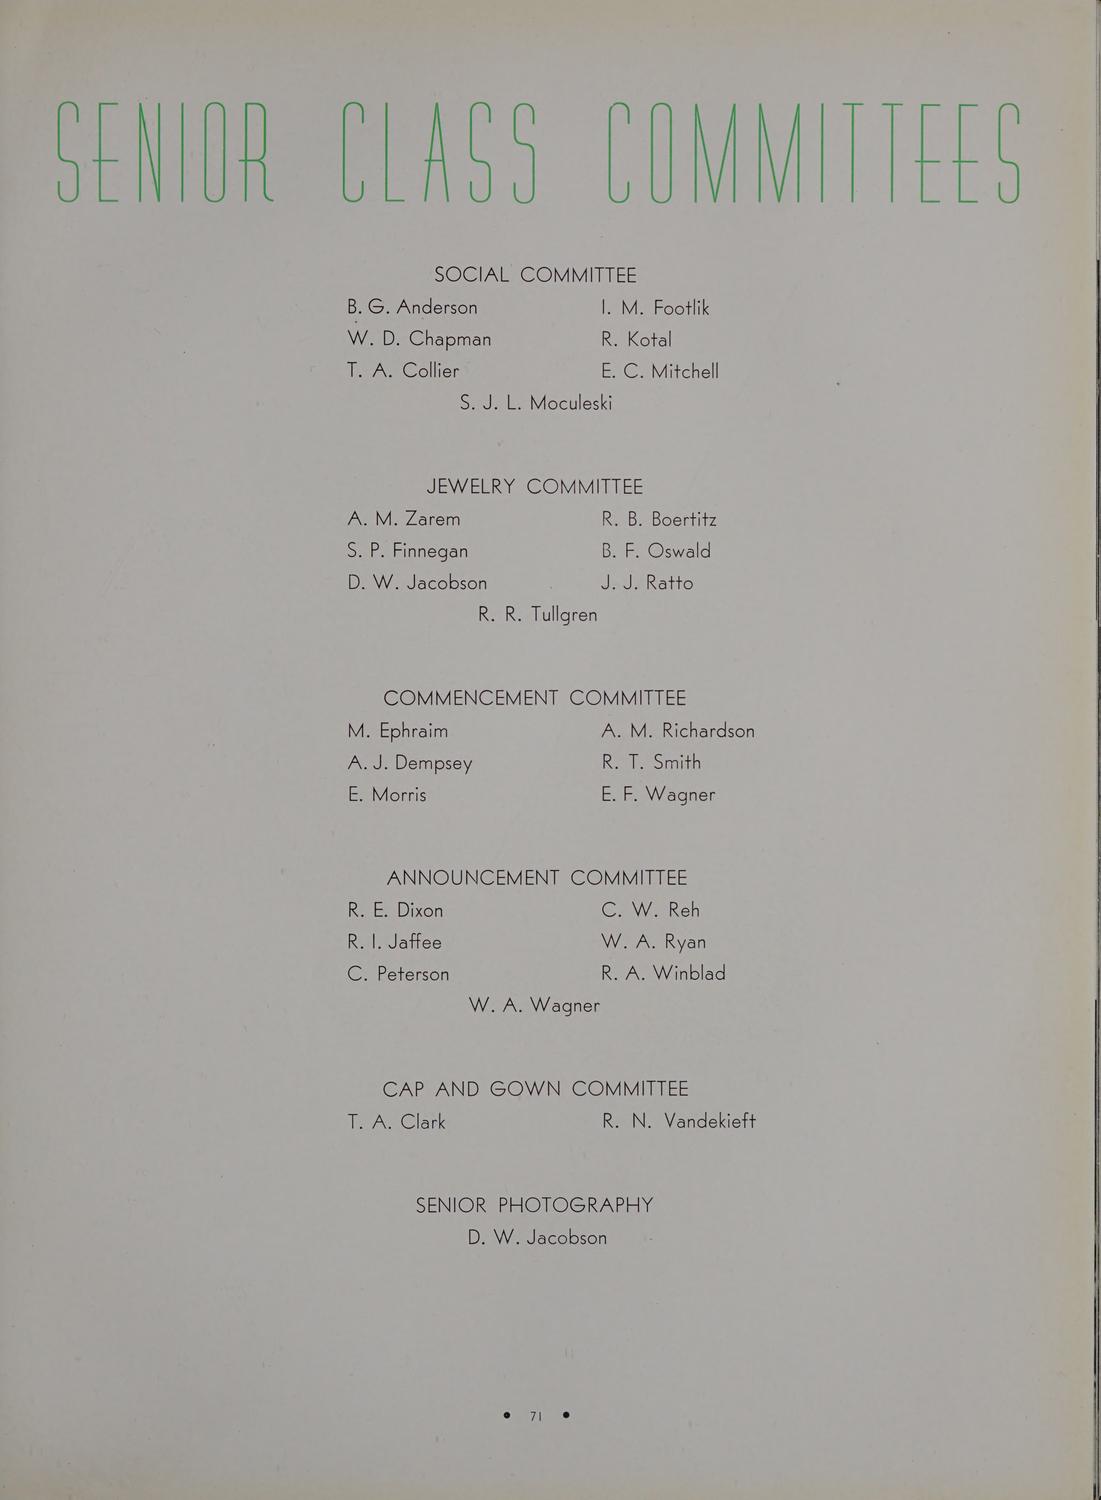 SENIOR CLASS COMMITTEES
SOCIAL COMMITTEE
B. G. Anderson I. M. Footlik
W. D. Chapman R. Kotal
T. A. Collier E. C. Mitchell
S. J. L. Moculeski
JEWELRY COMMITTEE
A. M. Zarem R. B. Boertitz
S. P. Finnegan B. F. Oswald
D. W. Jacobson J. J. Ratto
R. R. Tullgren
COMMENCEMENT COMMITTEE
M. Ephraim A. M. Richardson
A. J. Dempsey R. T. Smith
E. Morris E. F. Wagner
ANNOUNCEMENT COMMITTEE
R. E. Dixon C. W. Reh
R. I. Jaffee W. A. Ryan
C. Peterson R. A. Winblad
W. A. Wagner
CAP AND GOWN COMMITTEE
T. A. Clark R. N. Vandekieft
SENIOR PHOTOGRAPHY
D. W. Jacobson
• 71 •